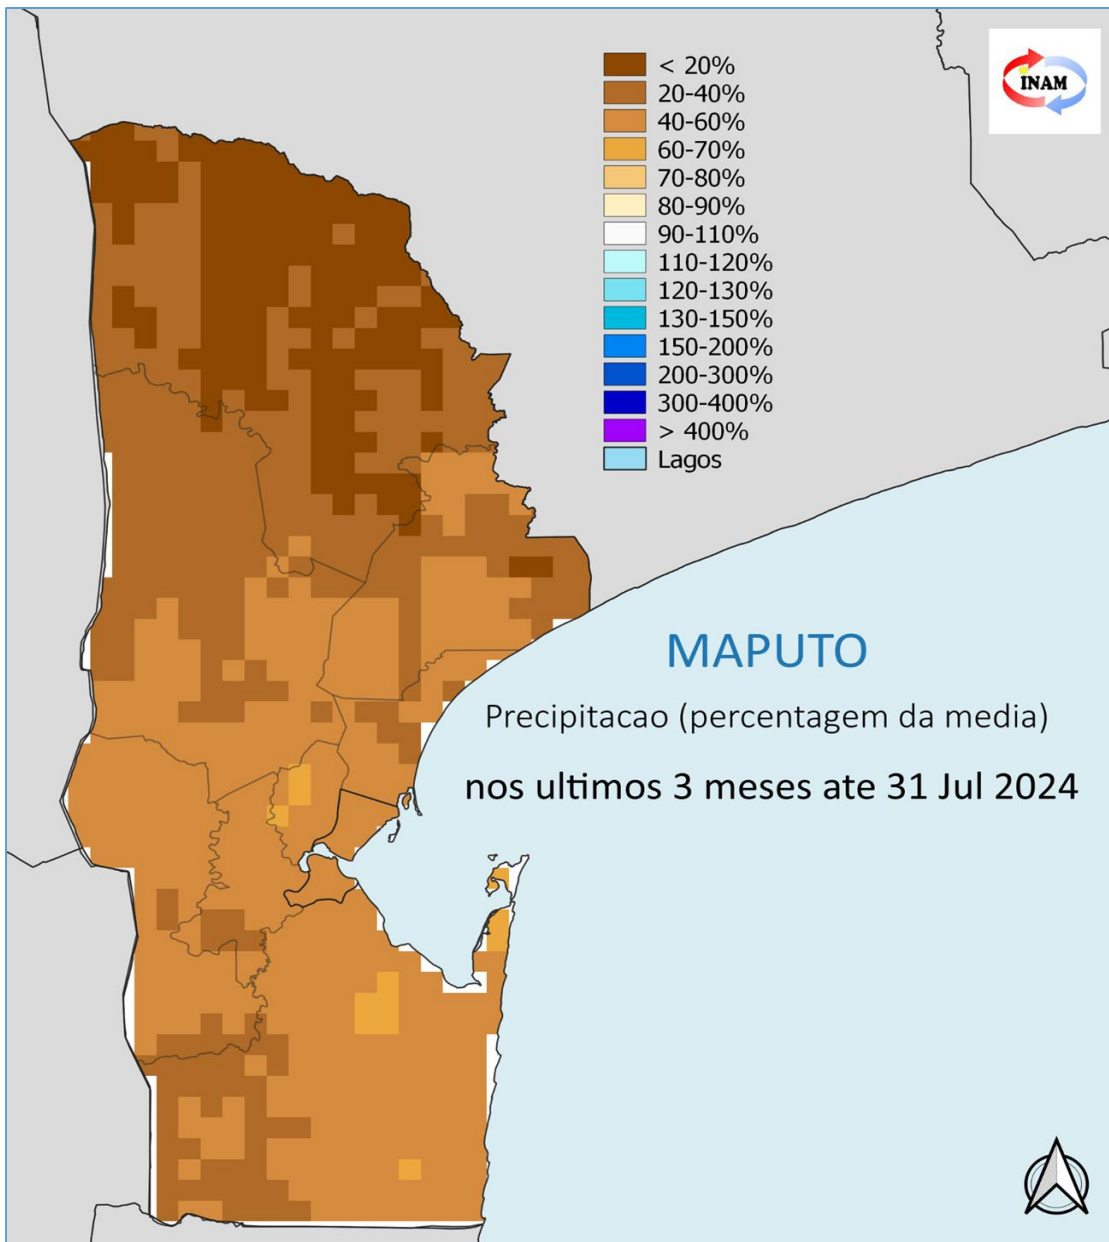 < 20%
20-40%
40-60%
60-70%
70-80%
80-90%
90-110%
110-120%
120-130%
130-150%
150-200%
200-300%
300-400%
> 400%
Lagos
INAM
MAPUTO
Precipitacao (percentagem da media)
nos ultimos 3 meses ate 31 Jul 2024